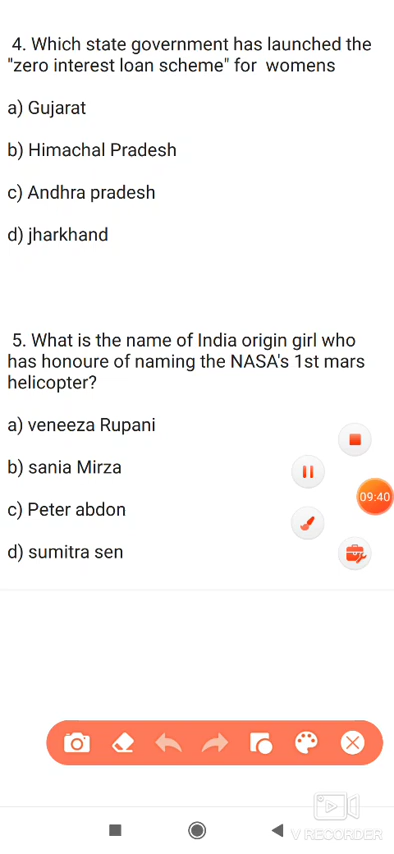 4. Which state government has launched the
"zero interest loan scheme" for womens
a) Gujarat
b) Himachal Pradesh
c) Andhra pradesh
d) jharkhand
5. What is the name of India origin girl who
has honoure of naming the NASA's 1st mars
helicopter?
a) veneeza Rupani
b) sania Mirza
09:40
c) Peter abdon
d) sumitra sen
V RECORDER